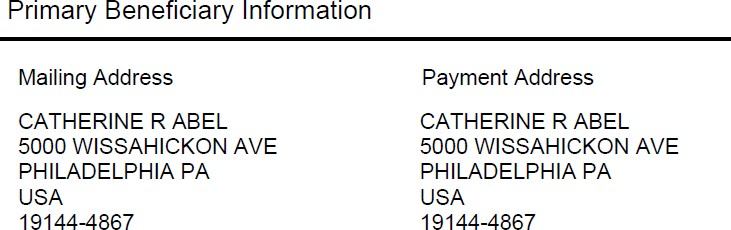 Primary Beneficiary Information
Mailing Address
CATHERINE R ABEL
5000 WISSAHICKON AVE
PHILADELPHIA PA
USA
19144-4867
Payment Address
CATHERINE R ABEL
5000 WISSAHICKON AVE
PHILADELPHIA PA
USA
19144-4867